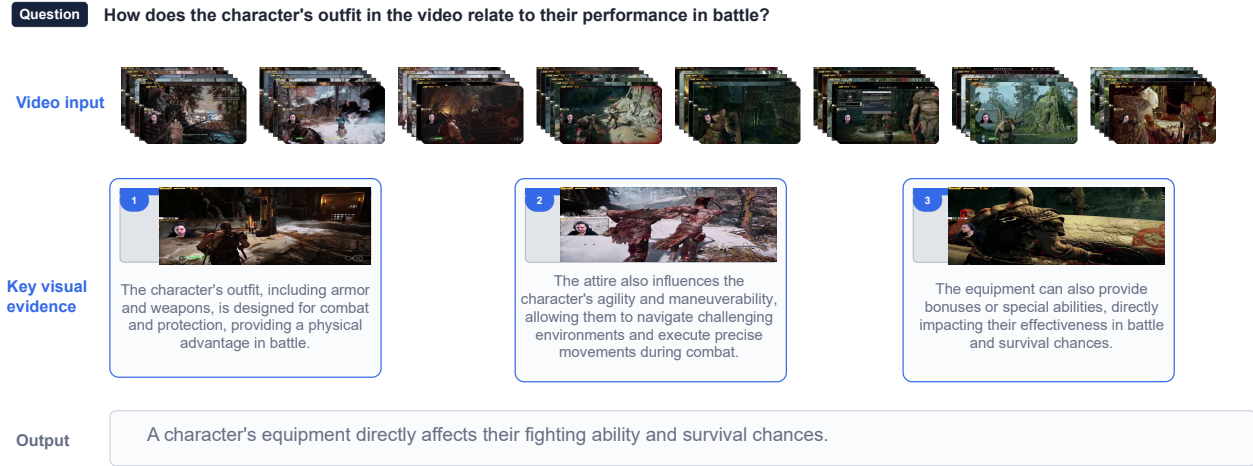 Question How does the character's outfit in the video relate to their performance in battle?
Video input
Key visual
evidence
1
The character's outfit, including armor
and weapons, is designed for combat
and protection, providing a physical
advantage in battle.
2
The attire also influences the
character's agility and maneuverability,
allowing them to navigate challenging
environments and execute precise
movements during combat.
3
The equipment can also provide
bonuses or special abilities, directly
impacting their effectiveness in battle
and survival chances.
Output
A character's equipment directly affects their fighting ability and survival chances.